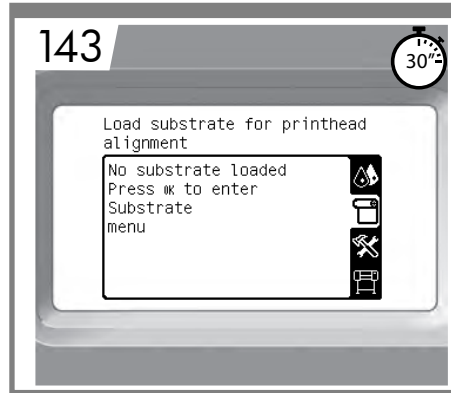 143
30″
Load substrate for printhead
alignment
No substrate loaded
Press OK to enter
Substrate
menu